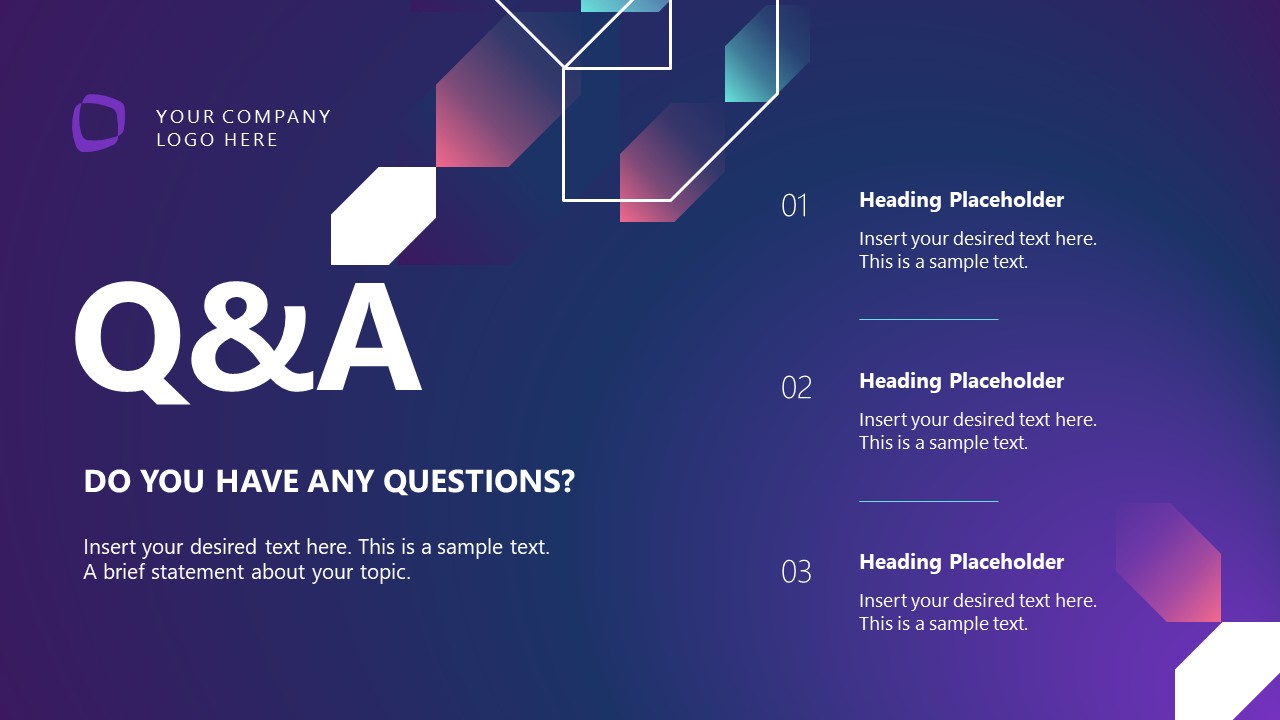 YOUR COMPANY
LOGO HERE
Q&A
DO YOU HAVE ANY QUESTIONS?
Insert your desired text here. This is a sample text.
A brief statement about your topic.
01
Heading Placeholder
Insert your desired text here.
This is a sample text.
02
Heading Placeholder
Insert your desired text here.
This is a sample text.
03
Heading Placeholder
Insert your desired text here.
This is a sample text.